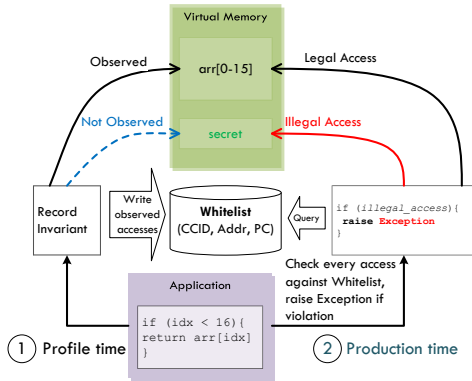 Virtual Memory
Observed
arr[0-15]
Legal Access
Not Observed
secret
Illegal Access
Record
Invariant
Write
observed
accesses
Whitelist
(CCID, Addr, PC)
Query
if (illegal_access){
raise Exception
}
Application
if (idx < 16){
return arr[idx]
}
Check every access
against Whitelist,
raise Exception if
violation
1 Profile time
2 Production time